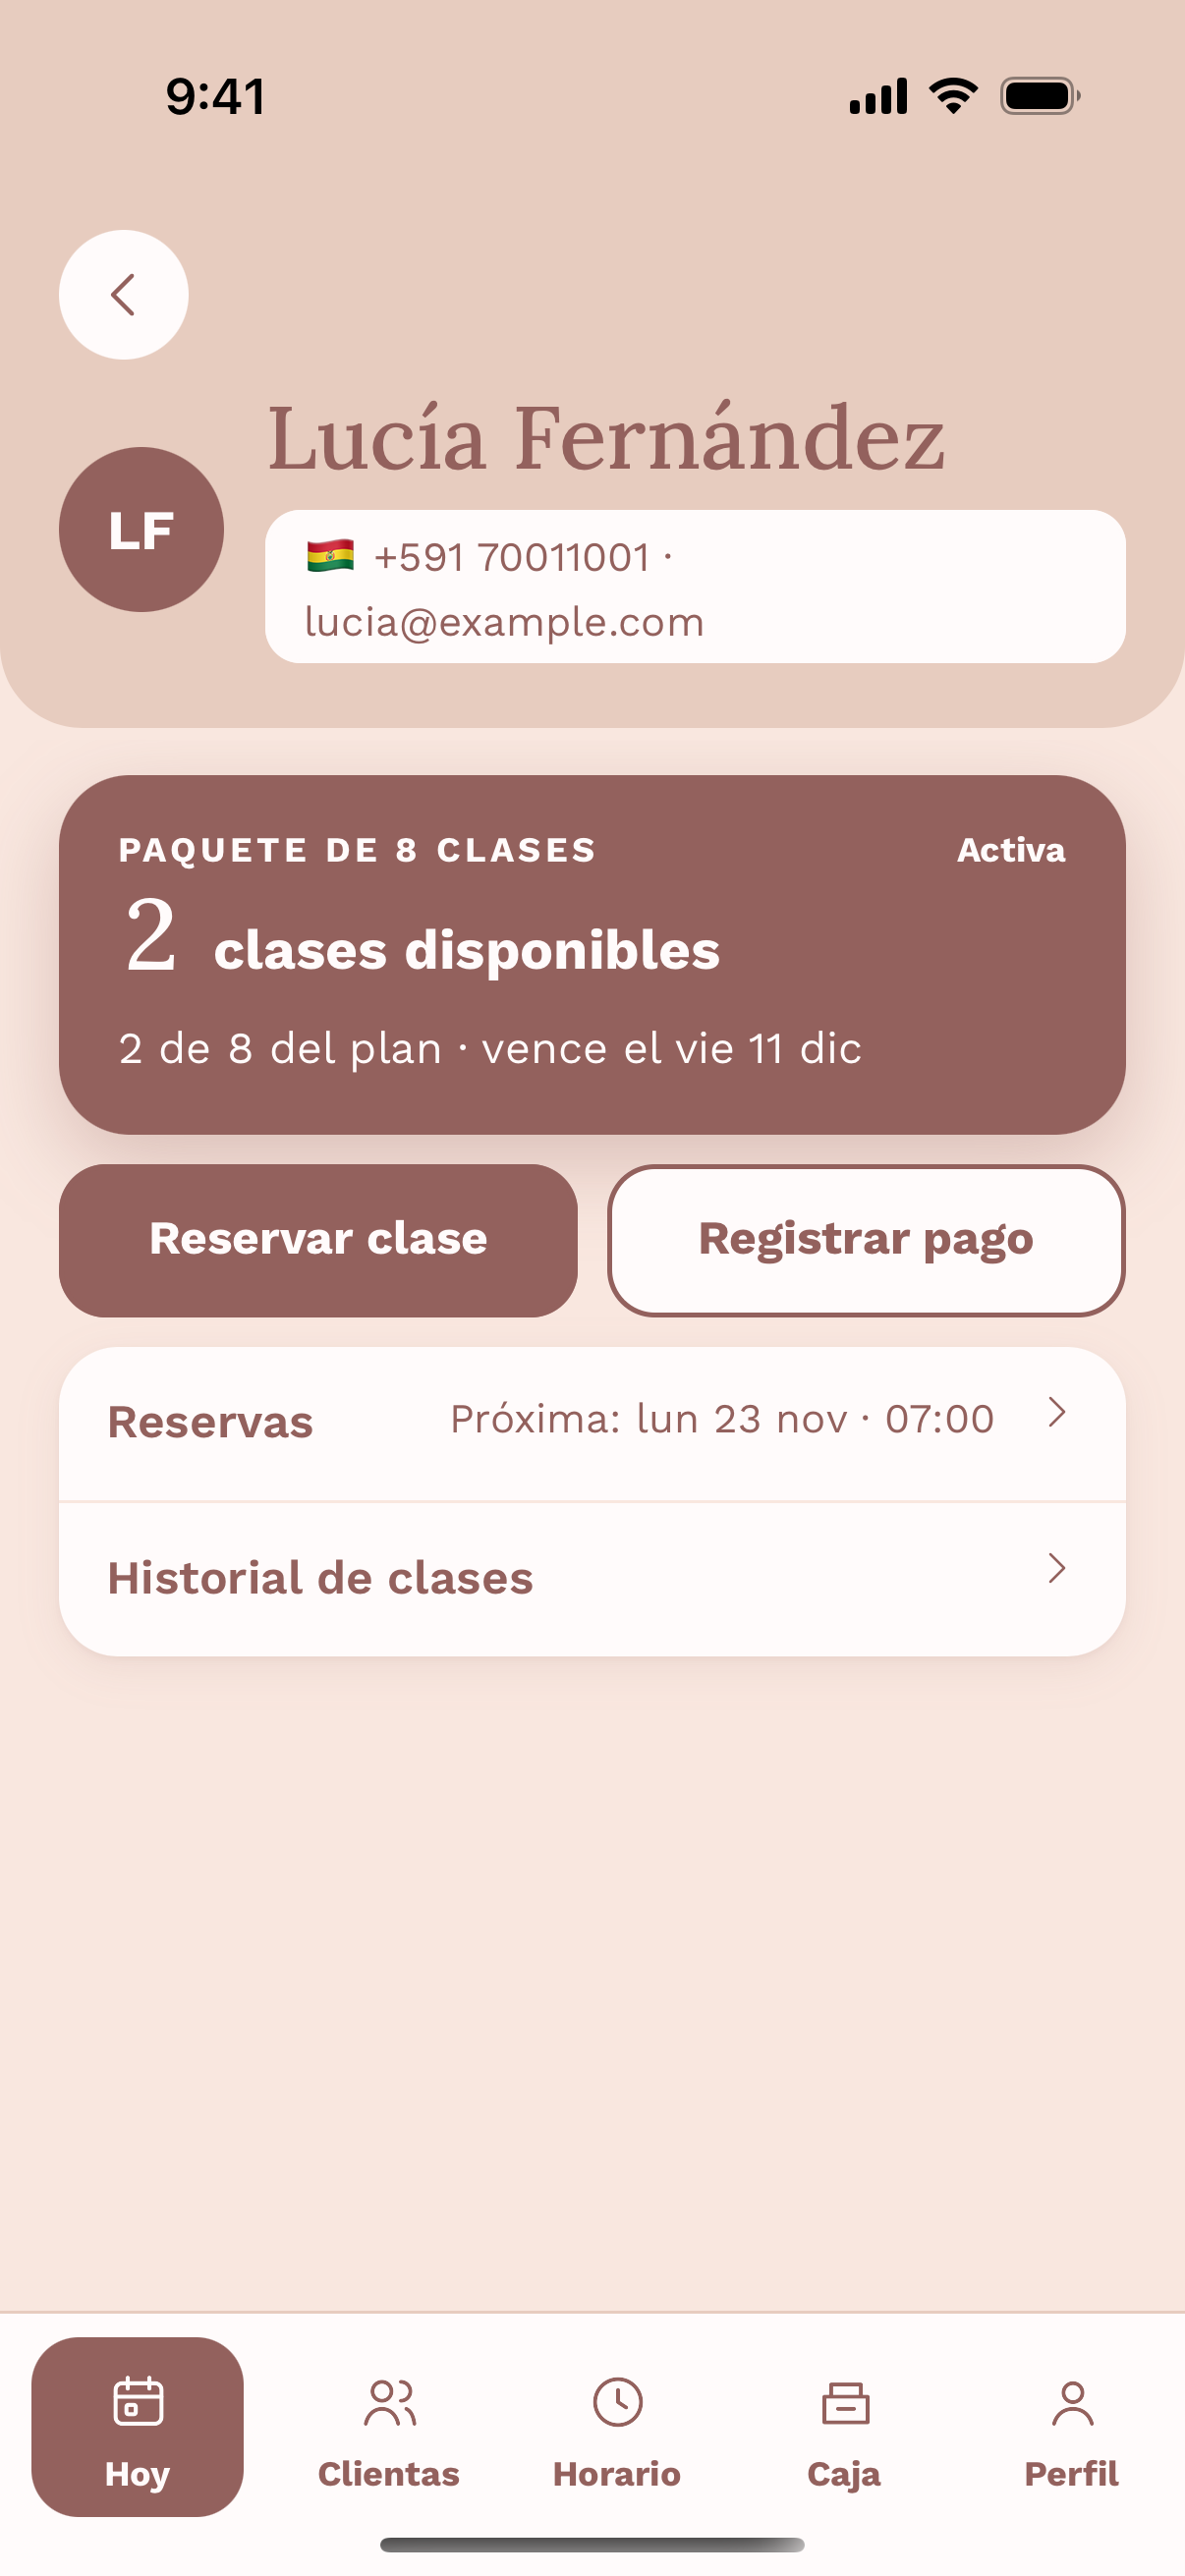 9:41
Lucía Fernández
LF
🇧🇴 +591 70011001 ·
lucia@example.com
PAQUETE DE 8 CLASES
Activa
2 clases disponibles
2 de 8 del plan · vence el vie 11 dic
Reservar clase
Registrar pago
Reservas
Próxima: lun 23 nov · 07:00
Historial de clases
Hoy
Clientas
Horario
Caja
Perfil